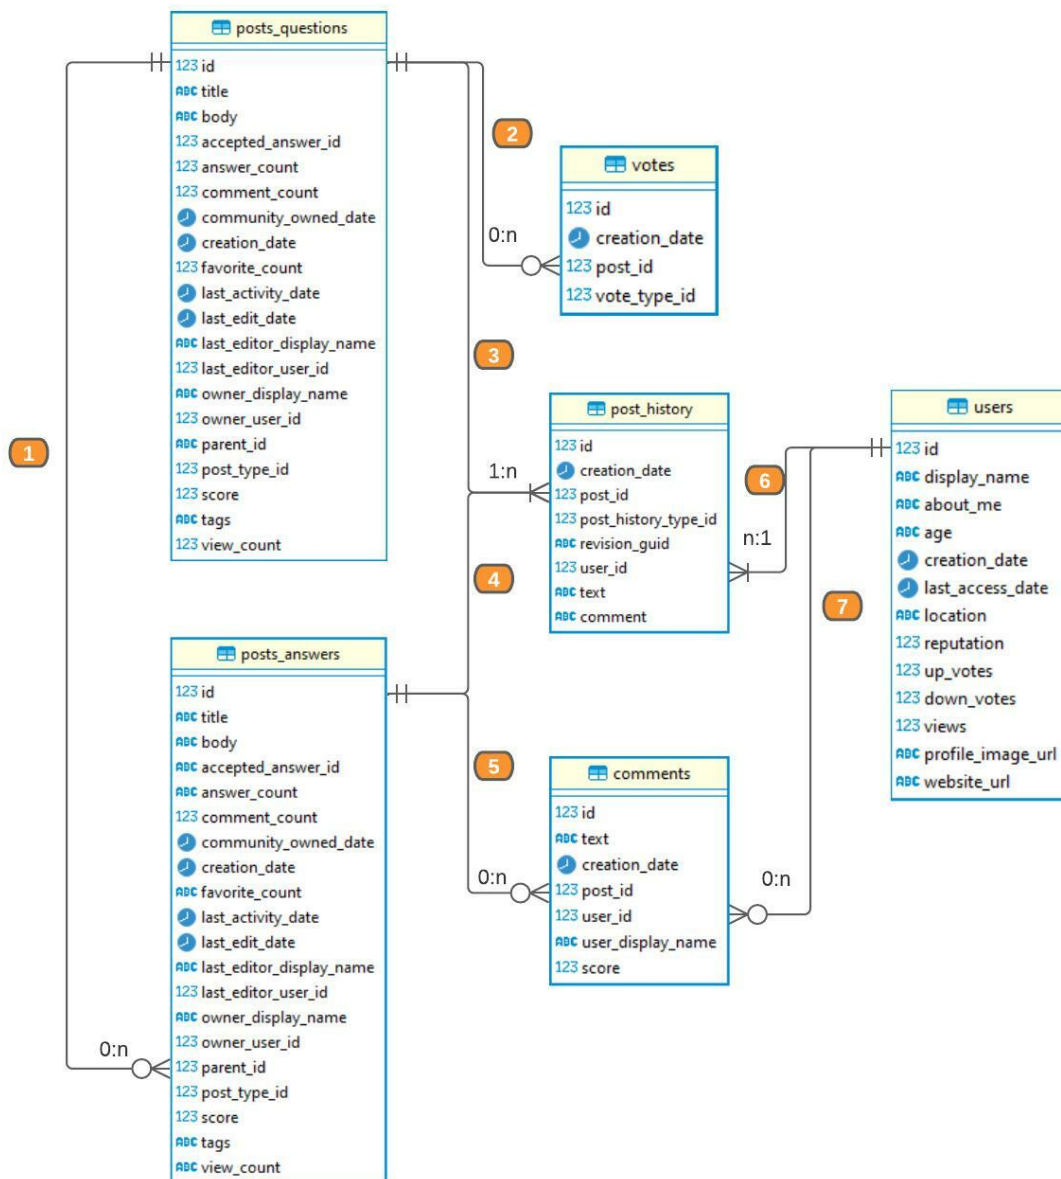 posts_questions
123 id
ABC title
ABC body
123 accepted_answer_id
123 answer_count
123 comment_count
community_owned_date
creation_date
123 favorite_count
last_activity_date
last_edit_date
ABC last_editor_display_name
123 last_editor_user_id
ABC owner_display_name
123 owner_user_id
ABC parent_id
123 post_type_id
123 score
ABC tags
123 view_count
1
2
0:n
votes
123 id
creation_date
123 post_id
123 vote_type_id
3
1:n
post_history
123 id
creation_date
123 post_id
123 post_history_type_id
ABC revision_guid
123 user_id
ABC text
ABC comment
6
n:1
users
123 id
ABC display_name
ABC about_me
ABC age
creation_date
last_access_date
ABC location
123 reputation
123 up_votes
123 down_votes
123 views
ABC profile_image_url
ABC website_url
4
7
posts_answers
123 id
ABC title
ABC body
ABC accepted_answer_id
ABC answer_count
123 comment_count
community_owned_date
creation_date
ABC favorite_count
last_activity_date
last_edit_date
ABC last_editor_display_name
123 last_editor_user_id
ABC owner_display_name
123 owner_user_id
123 parent_id
123 post_type_id
123 score
ABC tags
ABC view_count
0:n
5
0:n
comments
123 id
ABC text
creation_date
123 post_id
123 user_id
ABC user_display_name
123 score
0:n